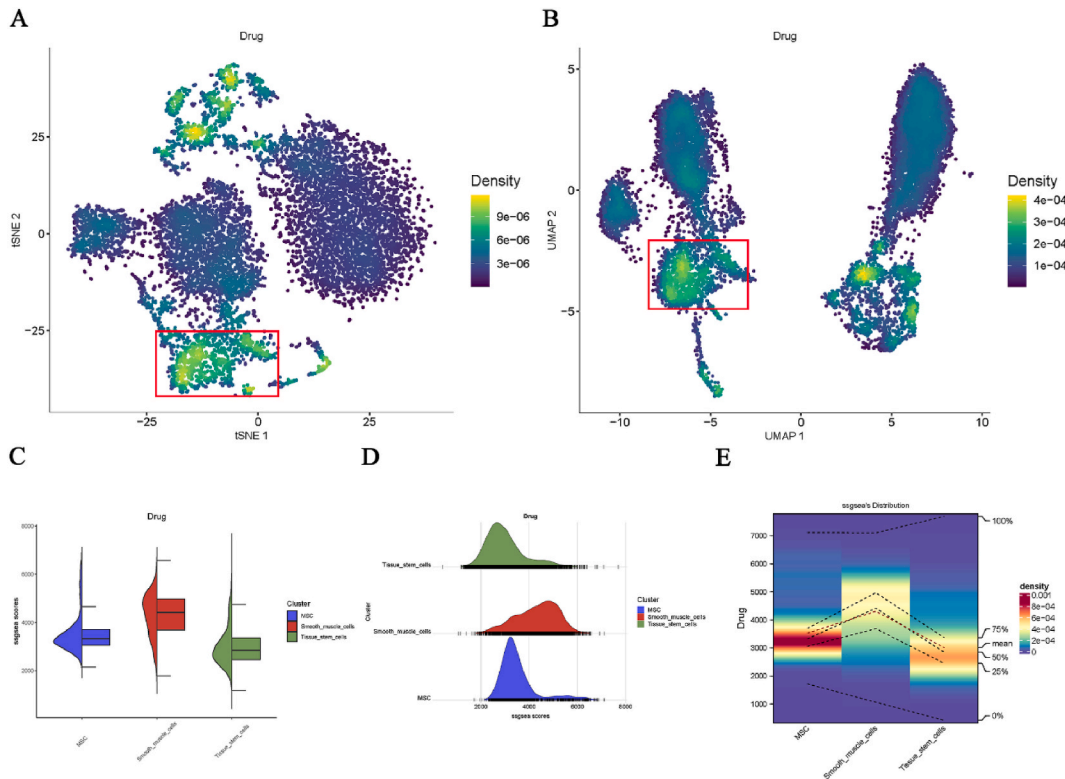 A
Drug
25
0
−25
tSNE 2
−25
0
25
tSNE 1
Density
9e−06
6e−06
3e−06
B
Drug
5
0
−5
UMAP 2
−10
−5
0
5
10
UMAP 1
Density
4e−04
3e−04
2e−04
1e−04
C
Drug
8000
6000
4000
2000
ssgsea scores
MSC
Smooth_muscle_cells
Tissue_stem_cells
Cluster
MSC
Smooth_muscle_cells
Tissue_stem_cells
D
Drug
Tissue_stem_cells
Smooth_muscle_cells
MSC
Cluster
2000
4000
6000
8000
ssgsea scores
Cluster
MSC
Smooth_muscle_cells
Tissue_stem_cells
E
ssgsea's Distribution
7000
6000
5000
4000
3000
2000
1000
Drug
MSC
Smooth_muscle_cells
Tissue_stem_cells
100%
75%
mean
50%
25%
0%
density
0.001
8e−04
6e−04
4e−04
2e−04
0